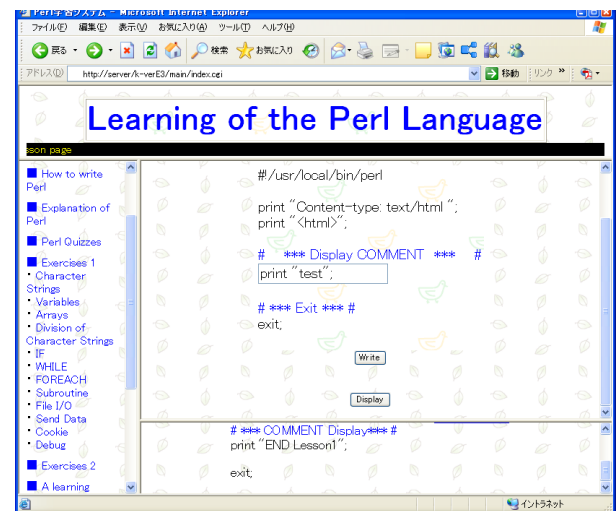 Perl学習システム - Microsoft Internet Explorer
ファイル(F) 編集(E) 表示(V) お気に入り(A) ツール(T) ヘルプ(H)
戻る 検索 お気に入り
アドレス(D) http://server/k-verE3/main/index.cgi 移動 リンク »
Learning of the Perl Language
sson page
How to write
Perl
Explanation of
Perl
Perl Quizzes
Exercises 1
・Character
Strings
・Variables
・Arrays
・Division of
Character Strings
・IF
・WHILE
・FOREACH
・Subroutine
・File I/O
・Send Data
・Cookie
・Debug
Exercises 2
A learning
#!/usr/local/bin/perl
print "Content-type: text/html ";
print "<html>";
# *** Display COMMENT *** #
print "test";
# *** Exit *** #
exit;
Write
Display
# *** COMMENT Display*** #
print "END Lesson1";
exit;
イントラネット